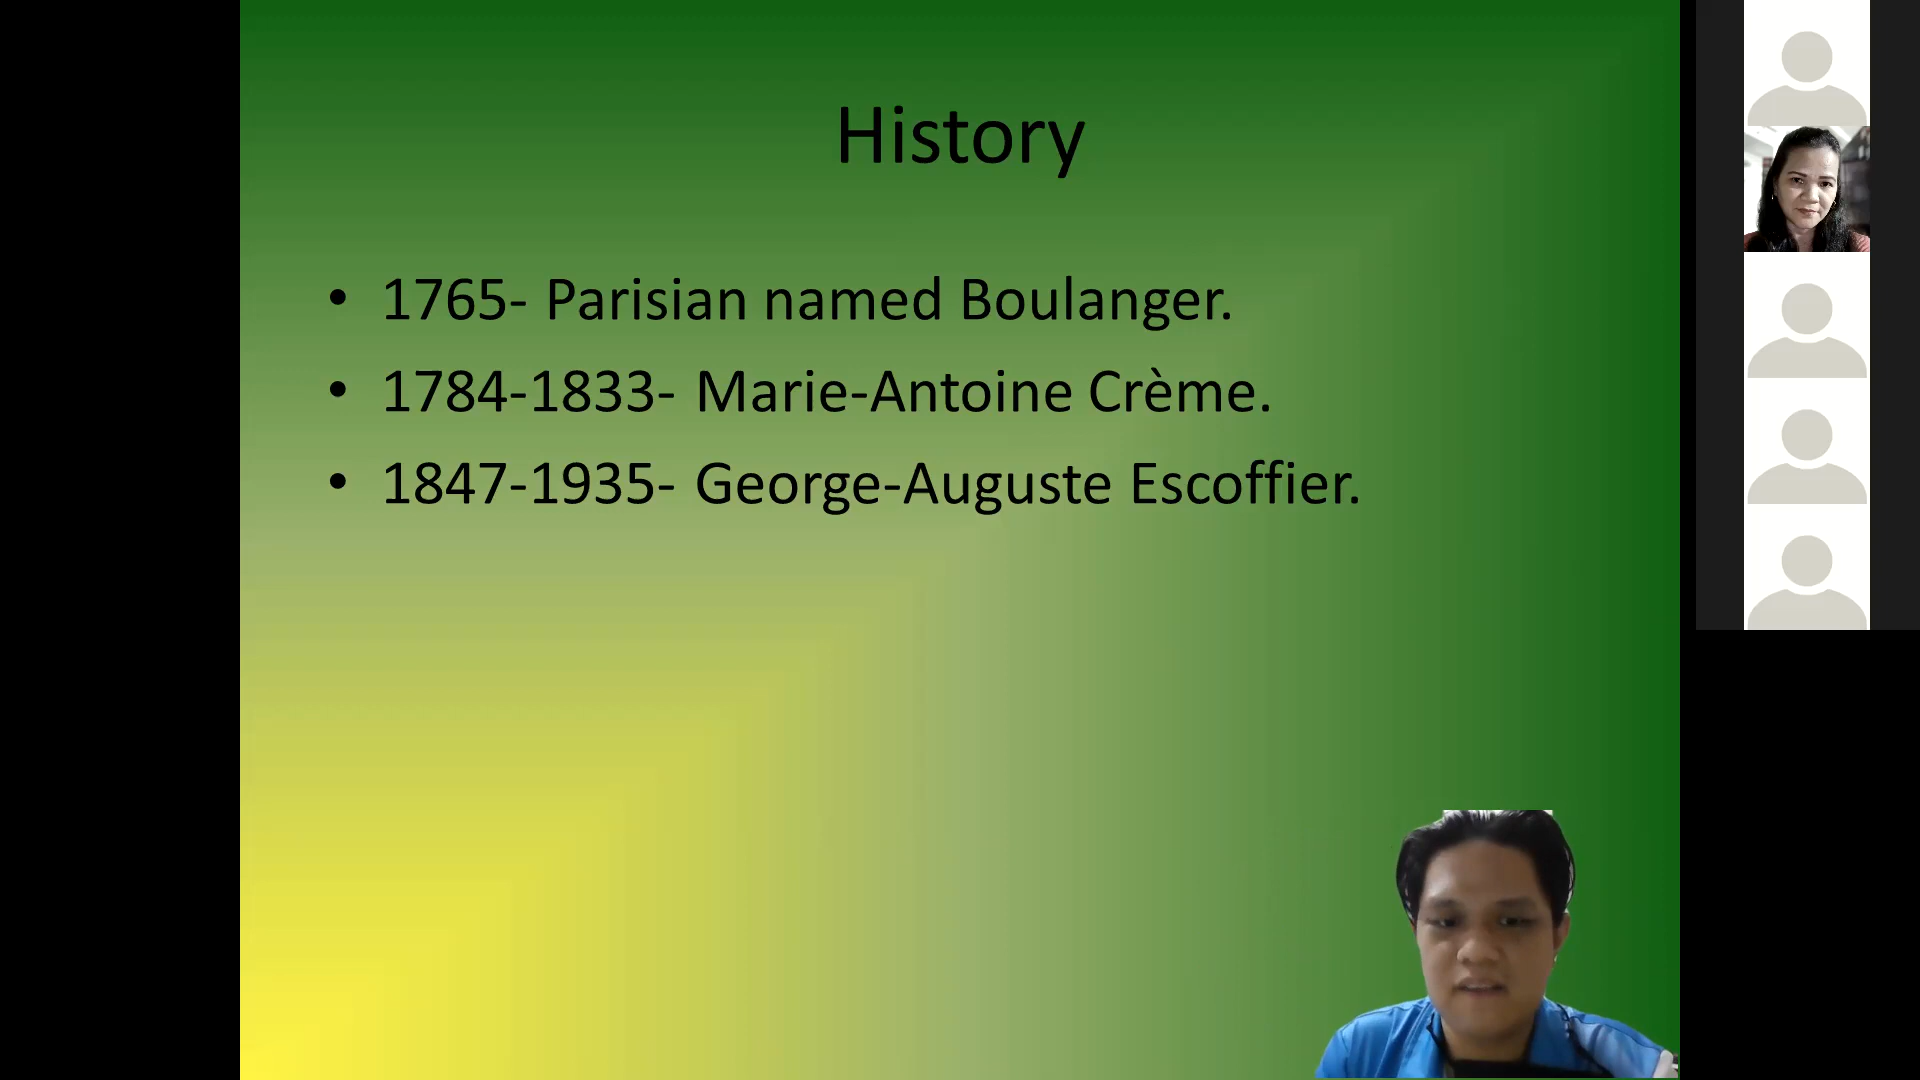 History
• 1765- Parisian named Boulanger.
• 1784-1833- Marie-Antoine Crème.
• 1847-1935- George-Auguste Escoffier.